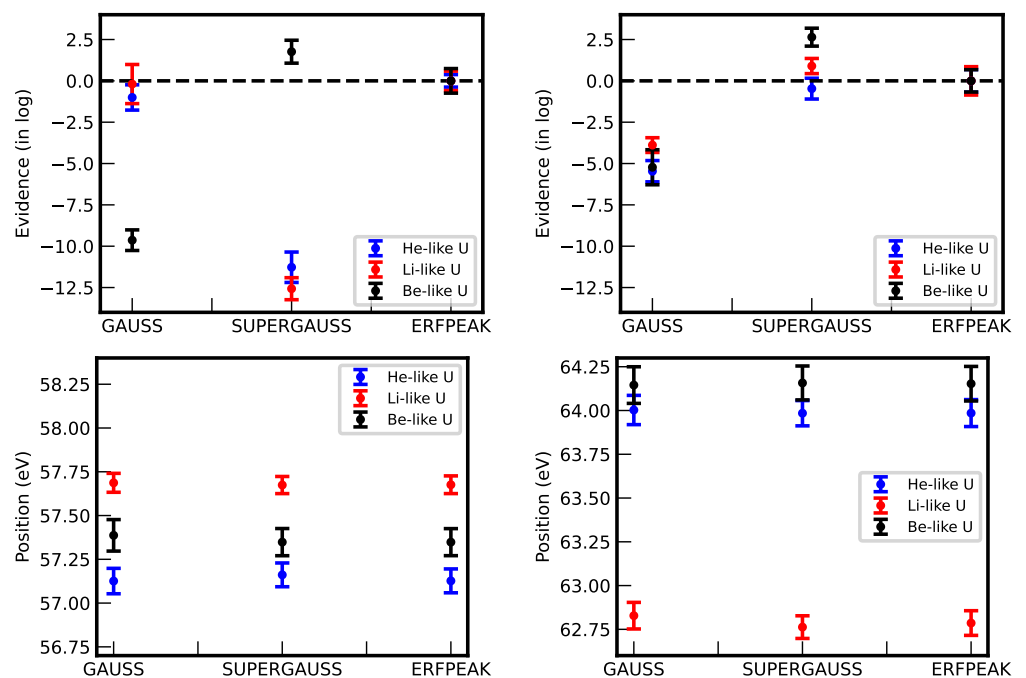 Evidence (in log)
2.5
0.0
−2.5
−5.0
−7.5
−10.0
−12.5
He-like U
Li-like U
Be-like U
GAUSS
SUPERGAUSS
ERFPEAK
Evidence (in log)
2.5
0.0
−2.5
−5.0
−7.5
−10.0
−12.5
He-like U
Li-like U
Be-like U
GAUSS
SUPERGAUSS
ERFPEAK
Position (eV)
58.25
58.00
57.75
57.50
57.25
57.00
56.75
He-like U
Li-like U
Be-like U
GAUSS
SUPERGAUSS
ERFPEAK
Position (eV)
64.25
64.00
63.75
63.50
63.25
63.00
62.75
He-like U
Li-like U
Be-like U
GAUSS
SUPERGAUSS
ERFPEAK